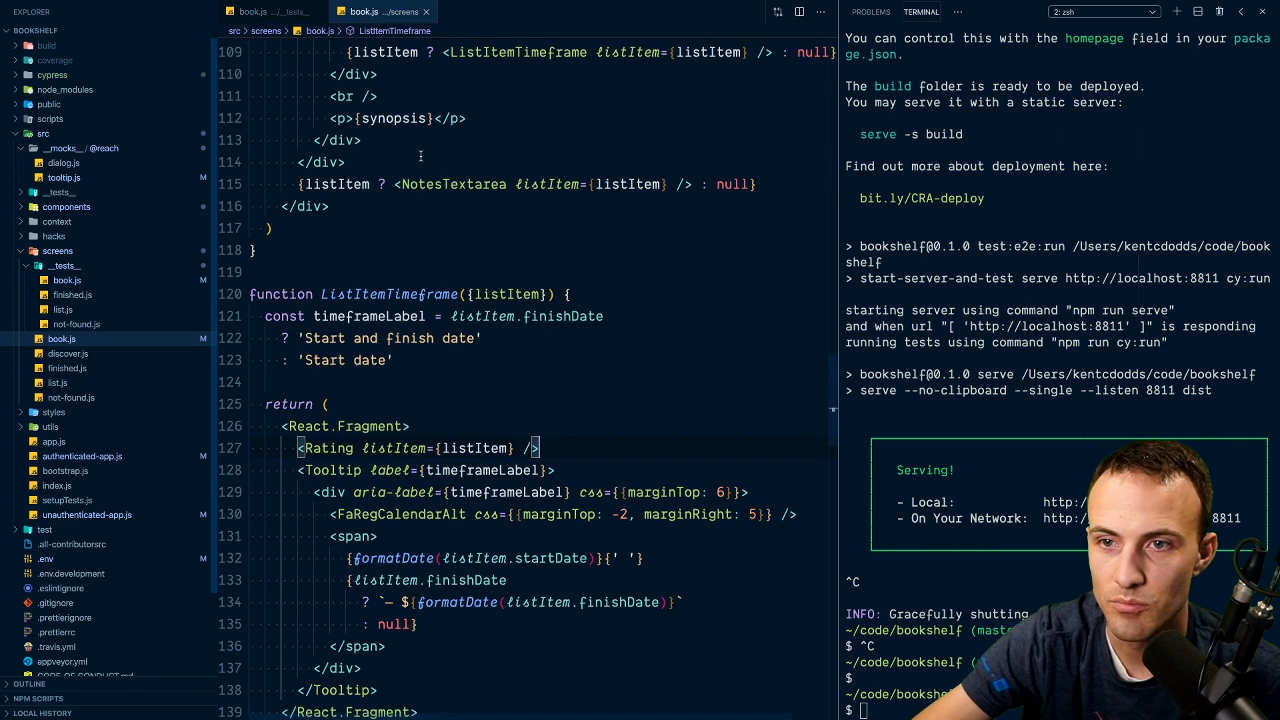 EXPLORER
BOOKSHELF
build
coverage
cypress
node_modules
public
scripts
src
__mocks__ / @reach
dialog.js
tooltip.js M
__tests__
components
context
hacks
screens
__tests__
book.js M
finished.js
list.js
not-found.js
book.js M
discover.js
finished.js
list.js
not-found.js
styles
utils
app.js
authenticated-app.js M
bootstrap.js
index.js
setupTests.js
unauthenticated-app.js M
test
.all-contributorsrc
.env M
.env.development
.eslintignore
.gitignore
.prettierignore
.prettierrc
.travis.yml
appveyor.yml
CODE_OF_CONDUCT.md
OUTLINE
NPM SCRIPTS
LOCAL HISTORY
book.js .../__tests__
book.js .../screens
src > screens > book.js > ListItemTimeframe
109 {listItem ? <ListItemTimeframe listItem={listItem} /> : null}
110 </div>
111 <br />
112 <p>{synopsis}</p>
113 </div>
114 </div>
115 {listItem ? <NotesTextarea listItem={listItem} /> : null}
116 </div>
117 )
118 }
119
120 function ListItemTimeframe({listItem}) {
121 const timeframeLabel = listItem.finishDate
122 ? 'Start and finish date'
123 : 'Start date'
124
125 return (
126 <React.Fragment>
127 <Rating listItem={listItem} />
128 <Tooltip label={timeframeLabel}>
129 <div aria-label={timeframeLabel} css={{marginTop: 6}}>
130 <FaRegCalendarAlt css={{marginTop: -2, marginRight: 5}} />
131 <span>
132 {formatDate(listItem.startDate)}{' '}
133 {listItem.finishDate
134 ? `— ${formatDate(listItem.finishDate)}`
135 : null}
136 </span>
137 </div>
138 </Tooltip>
139 </React.Fragment>
PROBLEMS TERMINAL ··· 2: zsh
You can control this with the homepage field in your packa
ge.json.
The build folder is ready to be deployed.
You may serve it with a static server:
serve -s build
Find out more about deployment here:
bit.ly/CRA-deploy
> bookshelf@0.1.0 test:e2e:run /Users/kentcdodds/code/book
shelf
> start-server-and-test serve http://localhost:8811 cy:run
starting server using command "npm run serve"
and when url "[ 'http://localhost:8811' ]" is responding
running tests using command "npm run cy:run"
> bookshelf@0.1.0 serve /Users/kentcdodds/code/bookshelf
> serve --no-clipboard --single --listen 8811 dist
Serving!
- Local: http:/
- On Your Network: http:/ 8811
^C
INFO: Gracefully shutting
~/code/bookshelf (mast
$ ^C
~/code/bookshelf (
$
~/code/bookshel
$